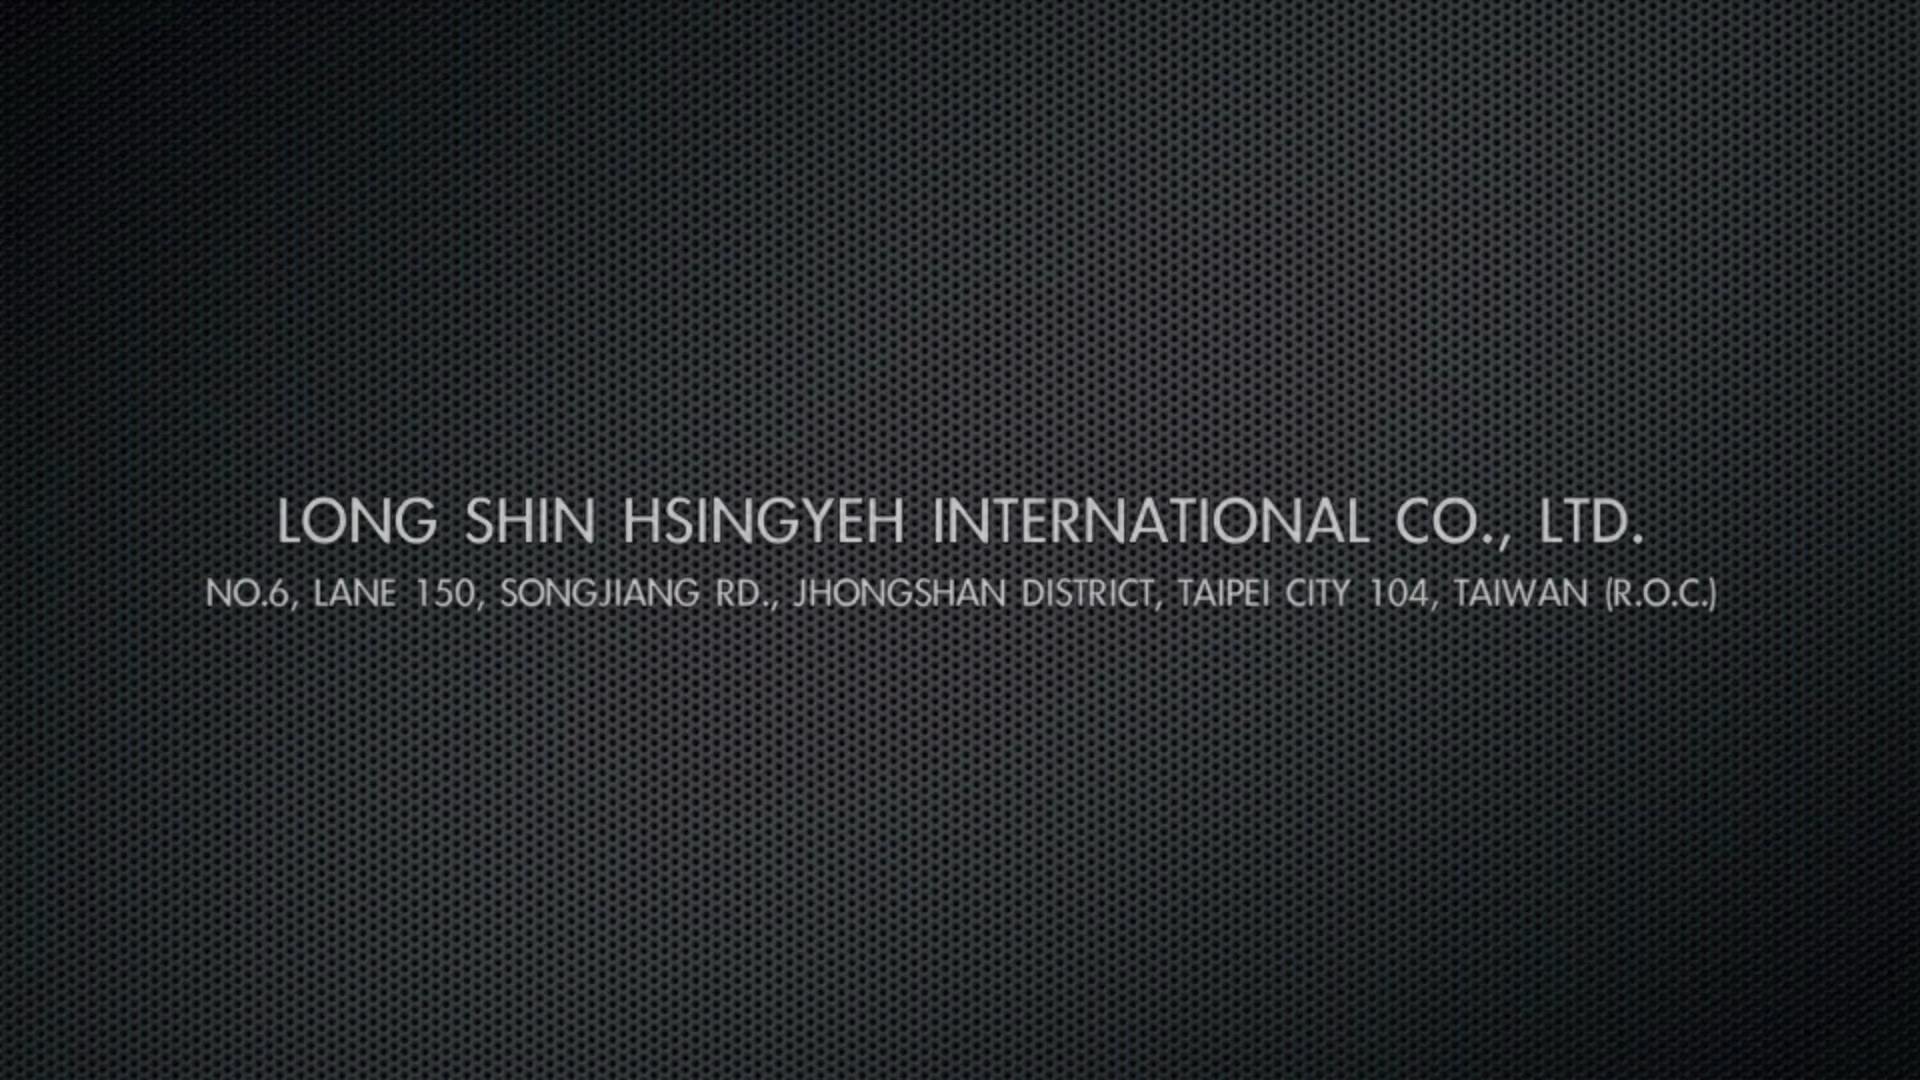 LONG SHIN HSINGYEH INTERNATIONAL CO., LTD.
NO.6, LANE 150, SONGJIANG RD., JHONGSHAN DISTRICT, TAIPEI CITY 104, TAIWAN (R.O.C.)